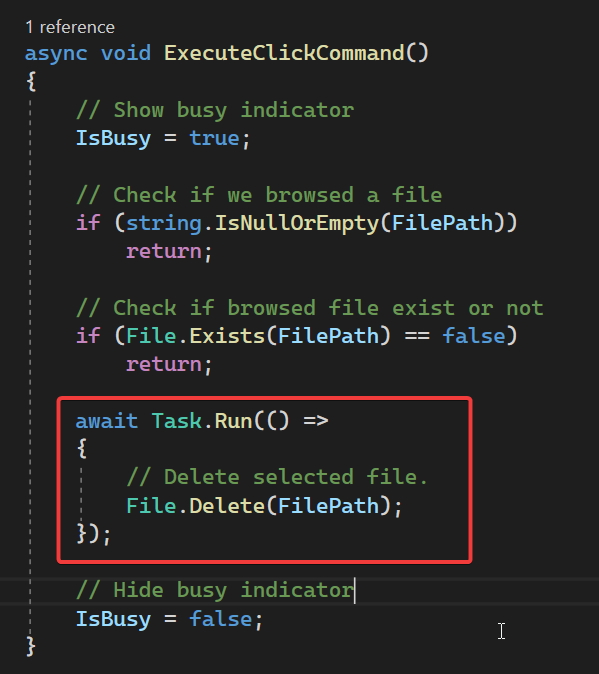 1 reference
async void ExecuteClickCommand()
{
    // Show busy indicator
    IsBusy = true;
    // Check if we browsed a file
    if (string.IsNullOrEmpty(FilePath))
        return;
    // Check if browsed file exist or not
    if (File.Exists(FilePath) == false)
        return;
    await Task.Run(() =>
    {
        // Delete selected file.
        File.Delete(FilePath);
    });
    // Hide busy indicator
    IsBusy = false;
}